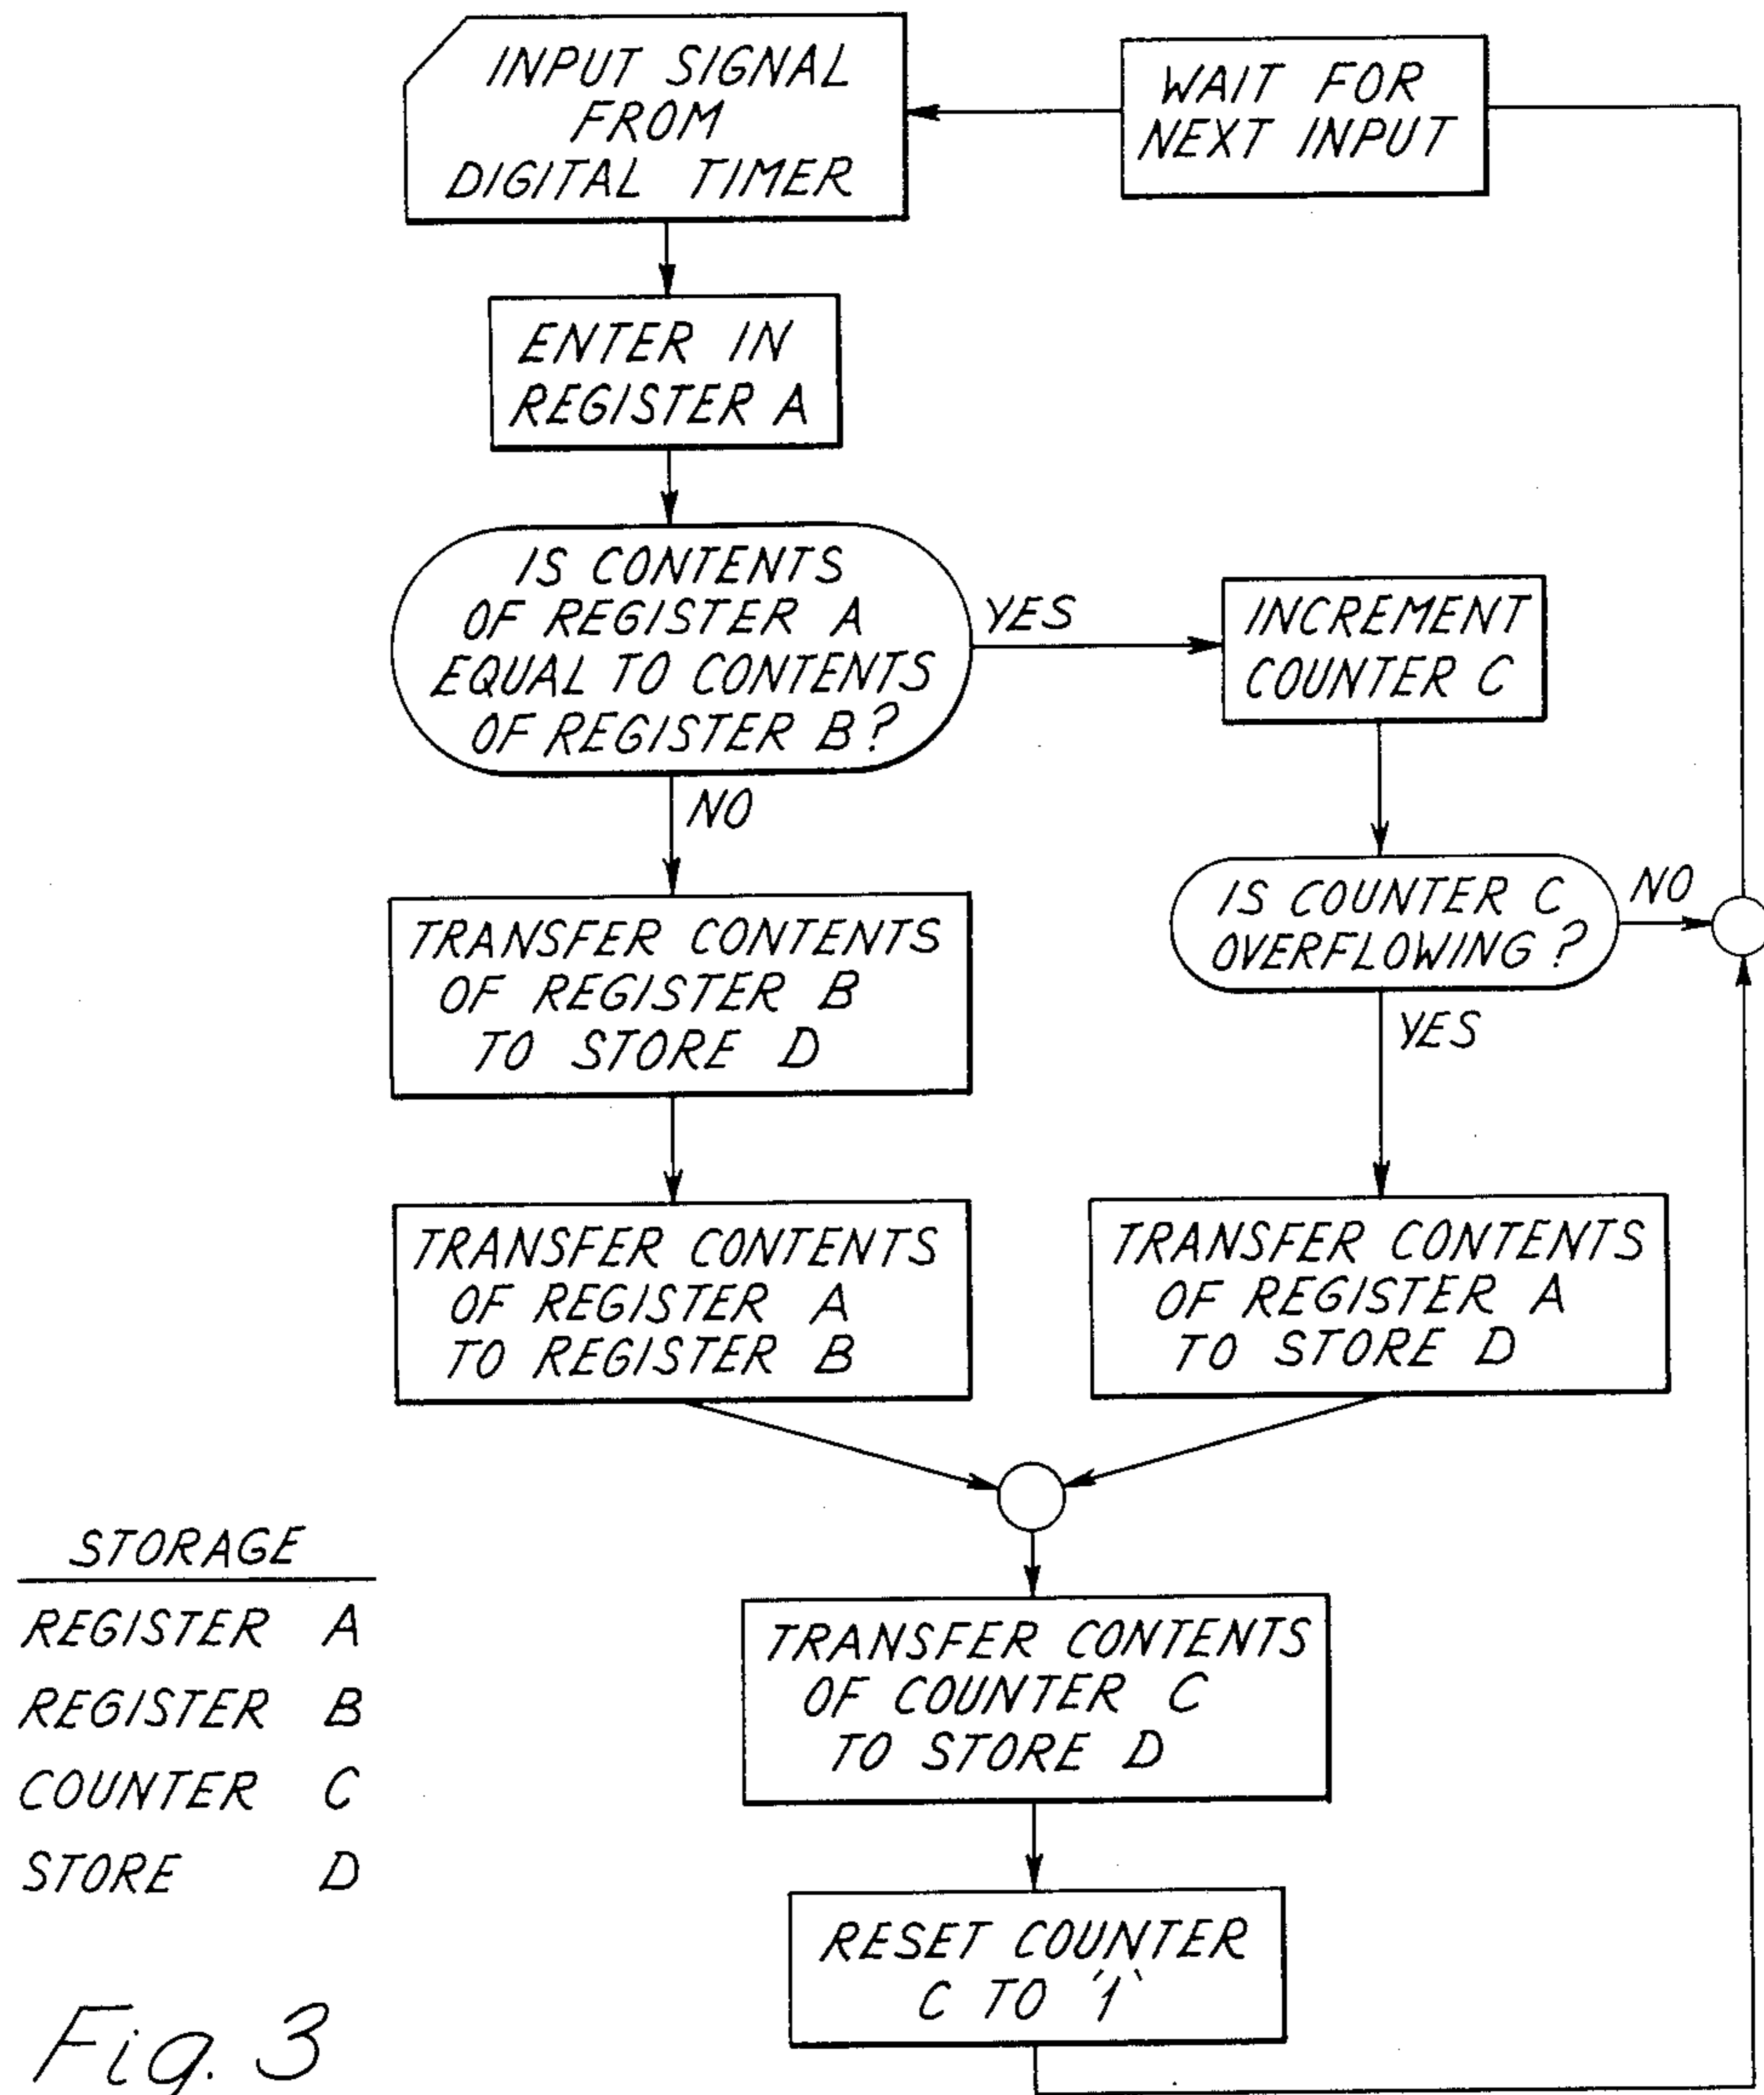 INPUT SIGNAL
FROM
DIGITAL TIMER
WAIT FOR
NEXT INPUT
ENTER IN
REGISTER A
IS CONTENTS
OF REGISTER A
EQUAL TO CONTENTS
OF REGISTER B?
YES
INCREMENT
COUNTER C
NO
IS COUNTER C
OVERFLOWING?
NO
YES
TRANSFER CONTENTS
OF REGISTER B
TO STORE D
TRANSFER CONTENTS
OF REGISTER A
TO REGISTER B
TRANSFER CONTENTS
OF REGISTER A
TO STORE D
TRANSFER CONTENTS
OF COUNTER C
TO STORE D
RESET COUNTER
C TO '1'
STORAGE
REGISTER A
REGISTER B
COUNTER C
STORE D
Fig. 3